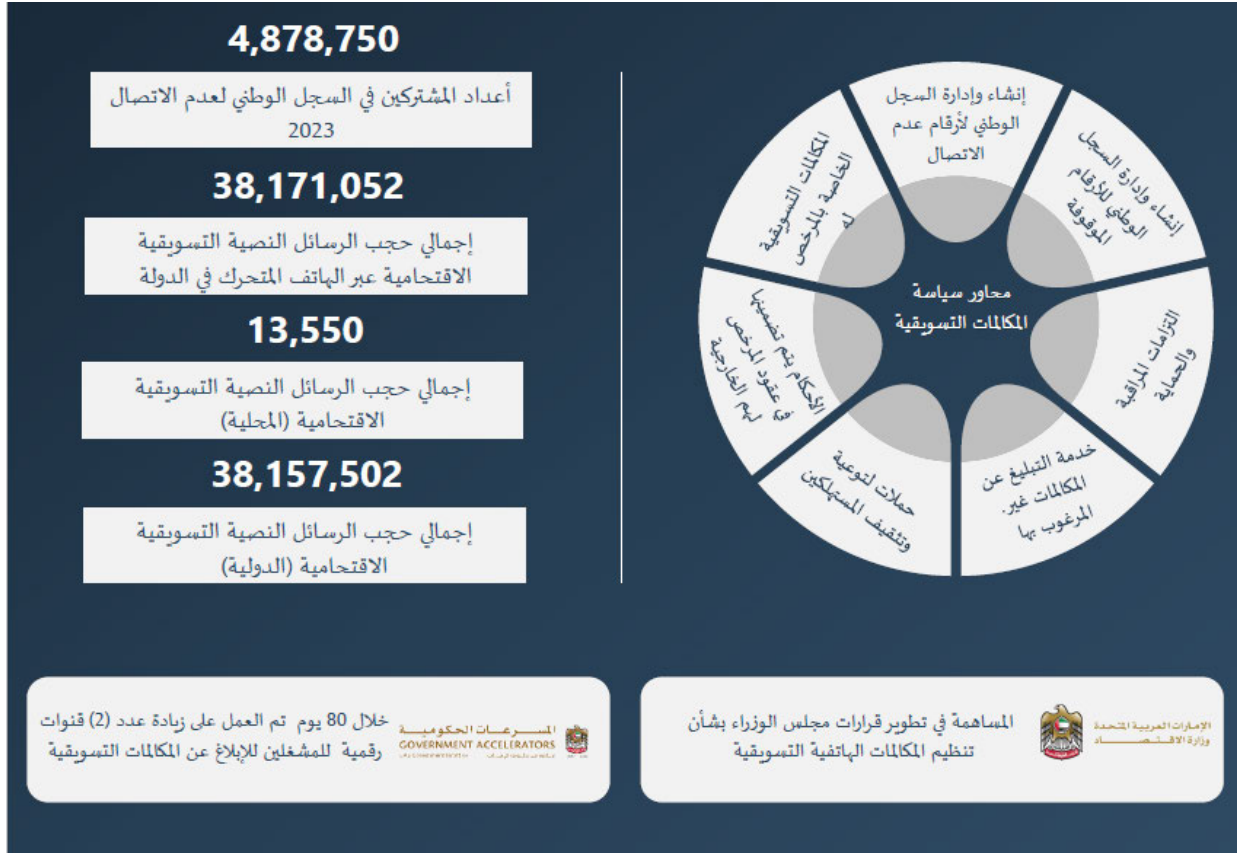 4,878,750
أعداد المشتركين في السجل الوطني لعدم الاتصال
2023
38,171,052
إجمالي حجب الرسائل النصية التسويقية
الاقتحامية عبر الهاتف المتحرك في الدولة
13,550
إجمالي حجب الرسائل النصية التسويقية
الاقتحامية (المحلية)
38,157,502
إجمالي حجب الرسائل النصية التسويقية
الاقتحامية (الدولية)
محاور سياسة
المكالمات التسويقية
إنشاء وإدارة السجل
الوطني لأرقام عدم
الاتصال
إنشاء وإدارة السجل
الوطني للأرقام
الموقوفة
التزامات المراقبة
والحماية
خدمة التبليغ عن
المكالمات غير.
المرغوب بها
حملات لتوعية
وتثقيف المستهلكين
الأحكام يتم تضمينها
في عقود المرخص
لهم الخارجية
المكالمات التسويقية
الخاصة بالمرخص
له
الإمارات العربية المتحدة
وزارة الاقتصاد
المساهمة في تطوير قرارات مجلس الوزراء بشأن
تنظيم المكالمات الهاتفية التسويقية
المسرعات الحكومية
GOVERNMENT ACCELERATORS
خلال 80 يوم تم العمل على زيادة عدد (2) قنوات
رقمية للمشغلين للإبلاغ عن المكالمات التسويقية